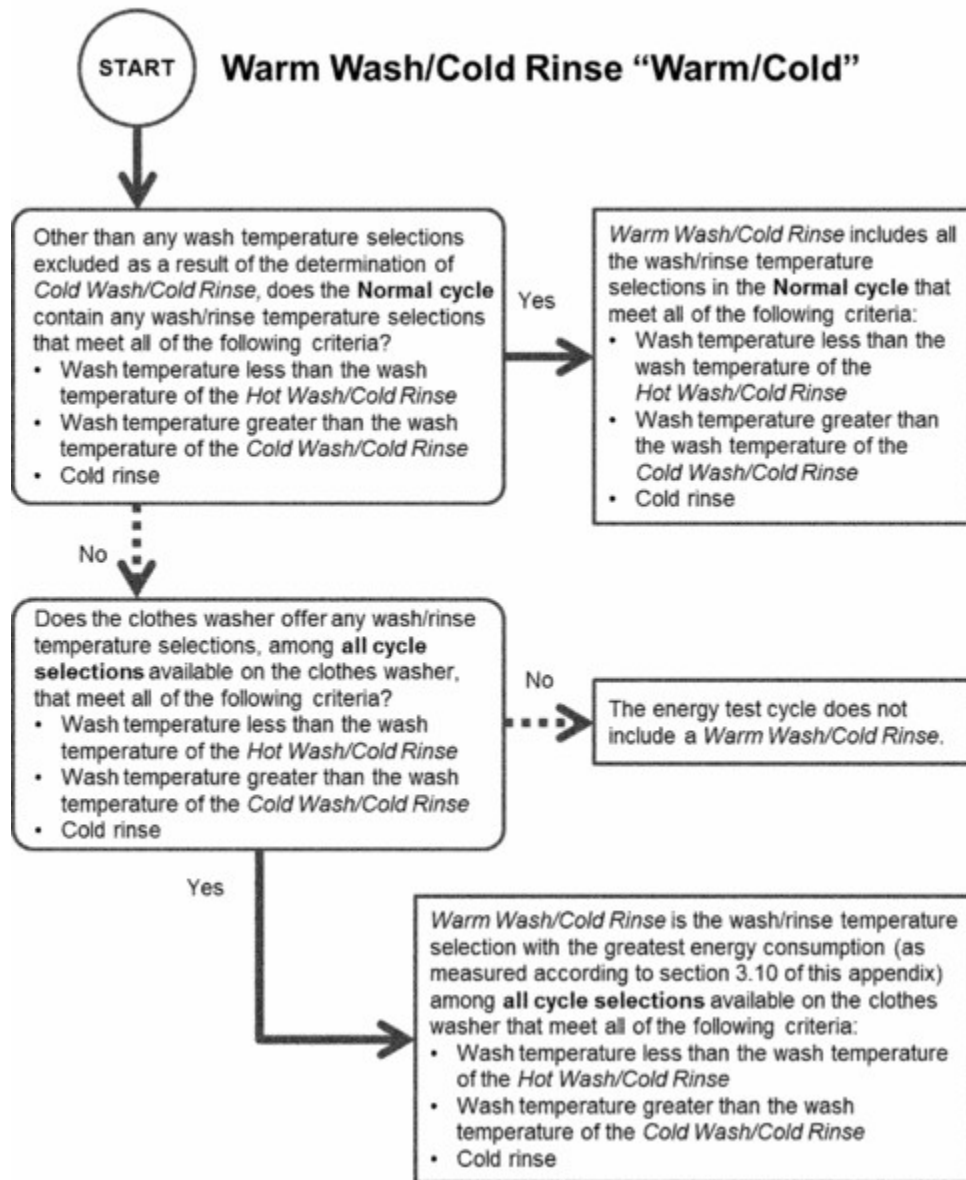 START
Warm Wash/Cold Rinse “Warm/Cold”
Other than any wash temperature selections
excluded as a result of the determination of
Cold Wash/Cold Rinse, does the Normal cycle
contain any wash/rinse temperature selections
that meet all of the following criteria?
• Wash temperature less than the wash
temperature of the Hot Wash/Cold Rinse
• Wash temperature greater than the wash
temperature of the Cold Wash/Cold Rinse
• Cold rinse
Yes
Warm Wash/Cold Rinse includes all
the wash/rinse temperature
selections in the Normal cycle that
meet all of the following criteria:
• Wash temperature less than the
wash temperature of the
Hot Wash/Cold Rinse
• Wash temperature greater than
the wash temperature of the
Cold Wash/Cold Rinse
• Cold rinse
No
Does the clothes washer offer any wash/rinse
temperature selections, among all cycle
selections available on the clothes washer,
that meet all of the following criteria?
• Wash temperature less than the wash
temperature of the Hot Wash/Cold Rinse
• Wash temperature greater than the wash
temperature of the Cold Wash/Cold Rinse
• Cold rinse
No
The energy test cycle does not
include a Warm Wash/Cold Rinse.
Yes
Warm Wash/Cold Rinse is the wash/rinse temperature
selection with the greatest energy consumption (as
measured according to section 3.10 of this appendix)
among all cycle selections available on the clothes
washer that meet all of the following criteria:
• Wash temperature less than the wash temperature
of the Hot Wash/Cold Rinse
• Wash temperature greater than the wash
temperature of the Cold Wash/Cold Rinse
• Cold rinse